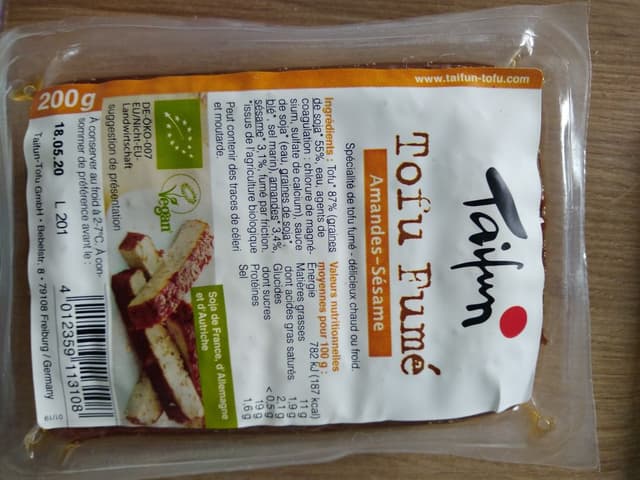 www.taifun-tofu.com
Taifun
Tofu Fumé
Amandes-Sésame
Spécialité de tofu fumé - délicieux chaud ou froid.
Ingrédients : Tofu* 87% (graines
de soja* 55%, eau, agents de
coagulation : chlorure de magné-
sium, sulfate de calcium), sauce
de soja* (eau, graines de soja*,
blé*, sel marin), amandes* 3,4%,
sésame* 3,1%, fumé par friction.
*issus de l'agriculture biologique
Peut contenir des traces de céleri
et moutarde.
Valeurs nutritionnelles
moyennes pour 100 g :
Énergie 782 kJ (187 kcal)
Matières grasses 11 g
dont acides gras saturés 1,9 g
Glucides 2,1 g
dont sucres < 0,5 g
Protéines 19 g
Sel 1,6 g
Vegan
Soja de France, d'Allemagne
et d'Autriche
DE-ÖKO-007
EU/Nicht-EU
Landwirtschaft
suggestion de présentation
200g
À conserver au froid à 2-7°C. À con-
sommer de préférence avant le :
18.05.20 L 201
4 012359 113108
Taifun-Tofu GmbH · Bebelstr. 8 · 79108 Freiburg / Germany